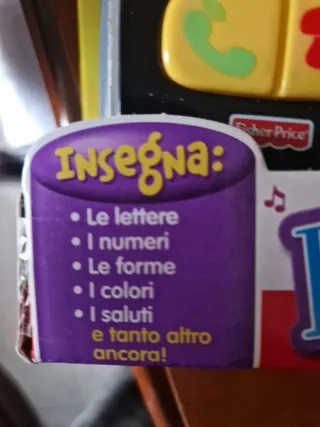 Fisher-Price
Insegna:
• Le lettere
• I numeri
• Le forme
• I colori
• I saluti
e tanto altro
ancora!